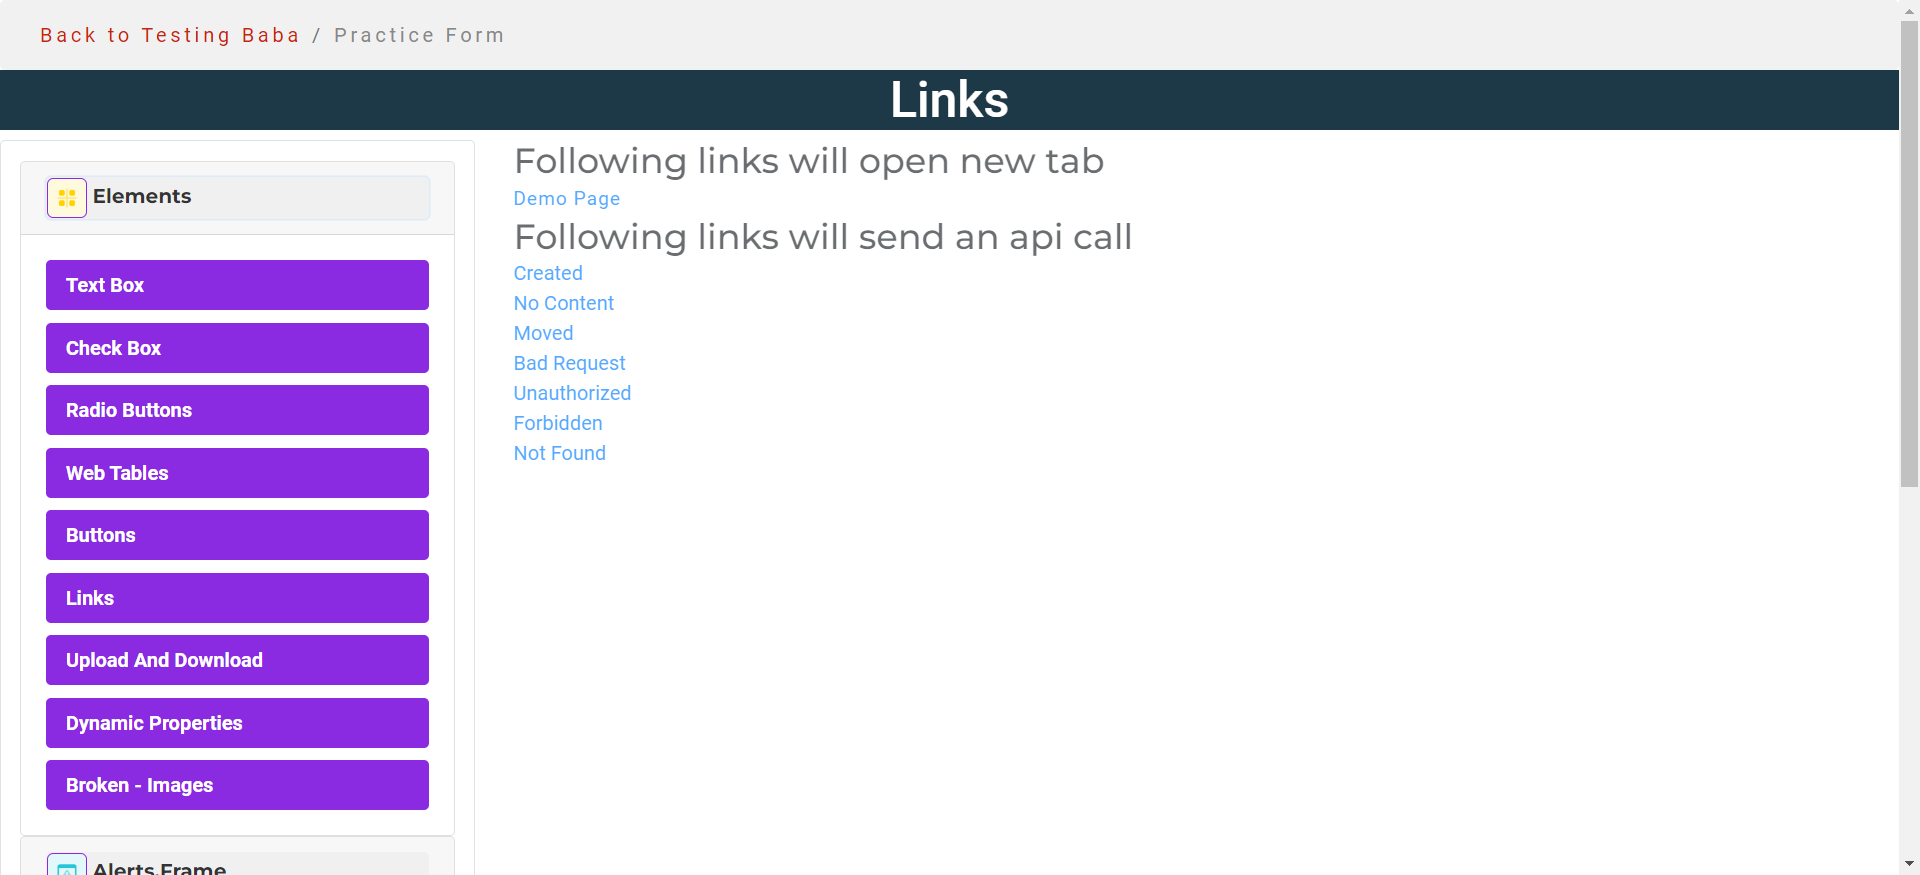 Back to Testing Baba / Practice Form
Links
Elements
Text Box
Check Box
Radio Buttons
Web Tables
Buttons
Links
Upload And Download
Dynamic Properties
Broken - Images
Alerts,Frame
Following links will open new tab
Demo Page
Following links will send an api call
Created
No Content
Moved
Bad Request
Unauthorized
Forbidden
Not Found